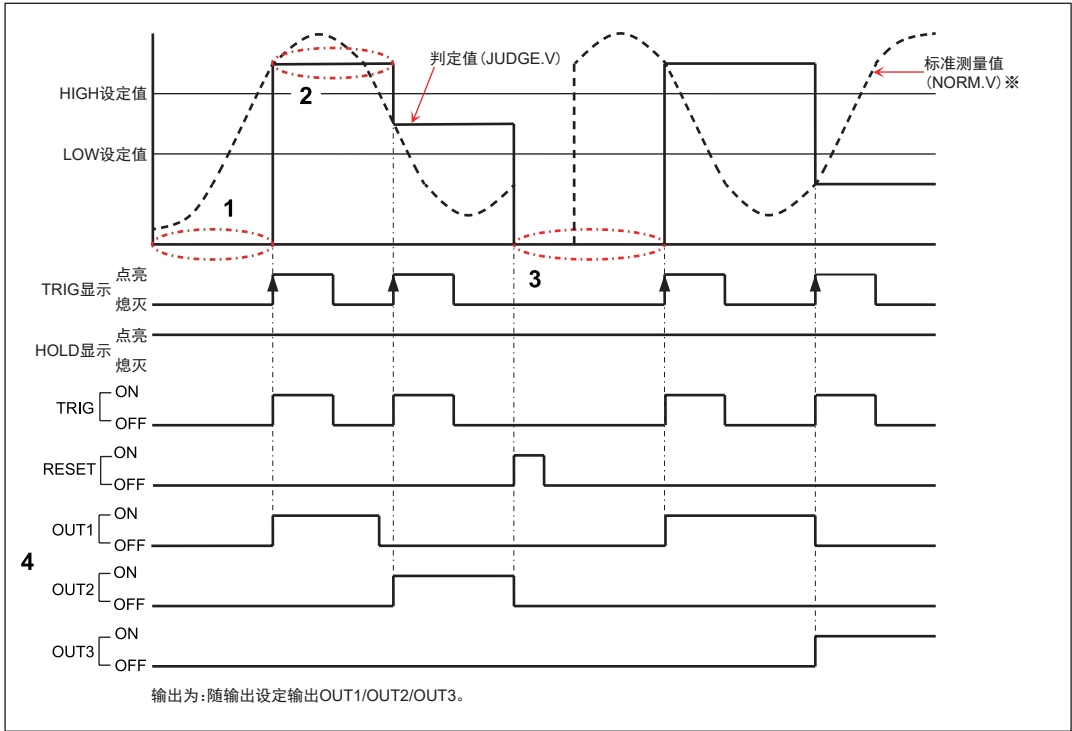 判定值(JUDGE.V)
标准测量值
(NORM.V)※
HIGH设定值
2
LOW设定值
1
3
TRIG显示
点亮
熄灭
HOLD显示
点亮
熄灭
TRIG
ON
OFF
RESET
ON
OFF
OUT1
ON
OFF
4
OUT2
ON
OFF
OUT3
ON
OFF
输出为:随输出设定输出OUT1/OUT2/OUT3。